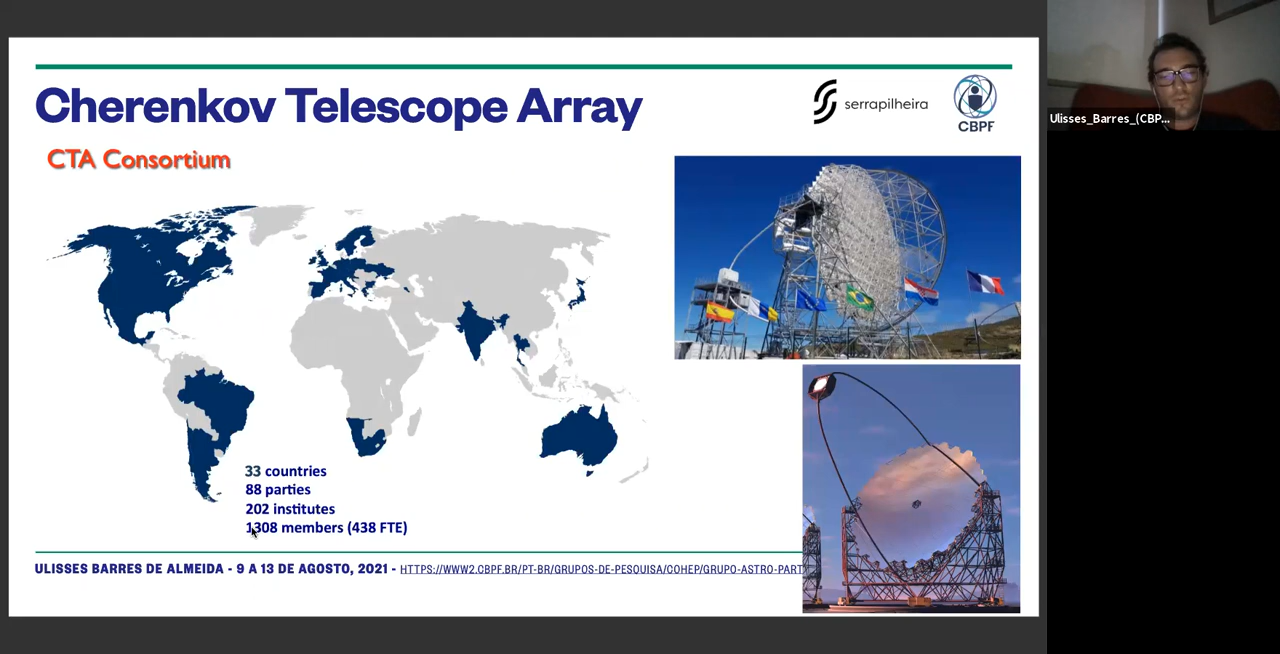 Cherenkov Telescope Array
serrapilheira
CBPF
CTA Consortium
Ulisses_Barres_(CBP...
33 countries
88 parties
202 institutes
1308 members (438 FTE)
ULISSES BARRES DE ALMEIDA - 9 A 13 DE AGOSTO, 2021 - HTTPS://WWW2.CBPF.BR/PT-BR/GRUPOS-DE-PESQUISA/COHEP/GRUPO-ASTRO-PART